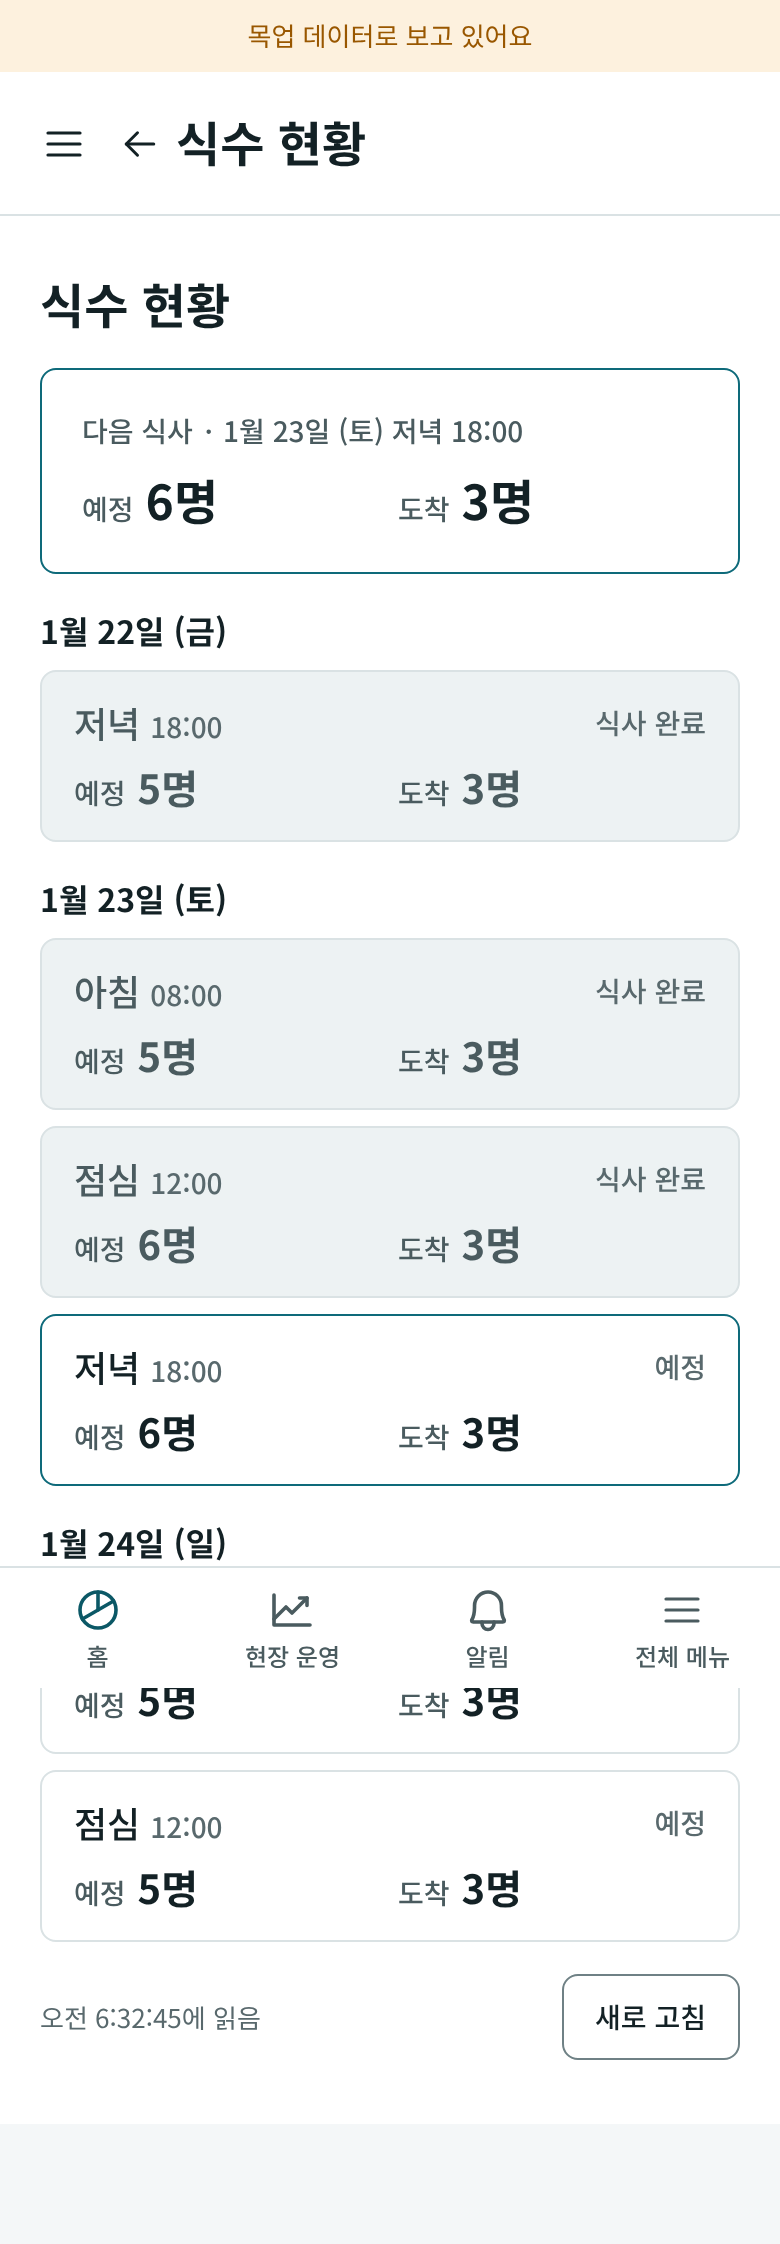 목업 데이터로 보고 있어요
식수 현황
식수 현황
다음 식사 · 1월 23일 (토) 저녁 18:00
예정 6명 도착 3명
1월 22일 (금)
저녁 18:00 식사 완료
예정 5명 도착 3명
1월 23일 (토)
아침 08:00 식사 완료
예정 5명 도착 3명
점심 12:00 식사 완료
예정 6명 도착 3명
저녁 18:00 예정
예정 6명 도착 3명
1월 24일 (일)
홈 현장 운영 알림 전체 메뉴
예정 5명 도착 3명
점심 12:00 예정
예정 5명 도착 3명
오전 6:32:45에 읽음 새로 고침